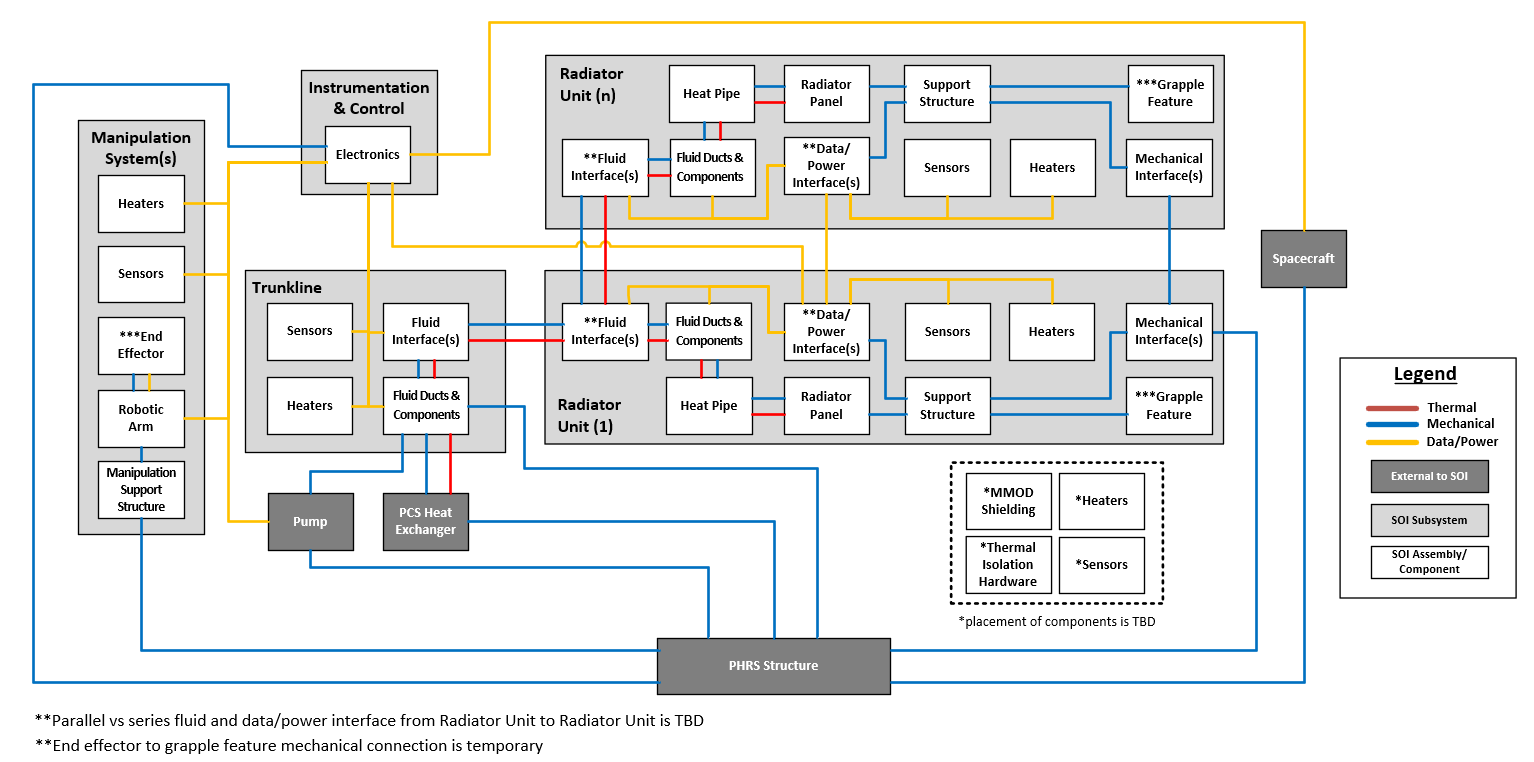 Instrumentation
& Control
Electronics
Manipulation
System(s)
Heaters
Sensors
***End
Effector
Robotic
Arm
Manipulation
Support
Structure
Radiator
Unit (n)
Heat Pipe
Radiator
Panel
Support
Structure
***Grapple
Feature
**Fluid
Interface(s)
Fluid Ducts &
Components
**Data/
Power
Interface(s)
Sensors
Heaters
Mechanical
Interface(s)
Spacecraft
Trunkline
Sensors
Fluid
Interface(s)
Heaters
Fluid Ducts &
Components
**Fluid
Interface(s)
Fluid Ducts &
Components
**Data/
Power
Interface(s)
Sensors
Heaters
Mechanical
Interface(s)
Radiator
Unit (1)
Heat Pipe
Radiator
Panel
Support
Structure
***Grapple
Feature
Pump
PCS Heat
Exchanger
*MMOD
Shielding
*Heaters
*Thermal
Isolation
Hardware
*Sensors
*placement of components is TBD
Legend
Thermal
Mechanical
Data/Power
External to SOI
SOI Subsystem
SOI Assembly/
Component
PHRS Structure
**Parallel vs series fluid and data/power interface from Radiator Unit to Radiator Unit is TBD
**End effector to grapple feature mechanical connection is temporary